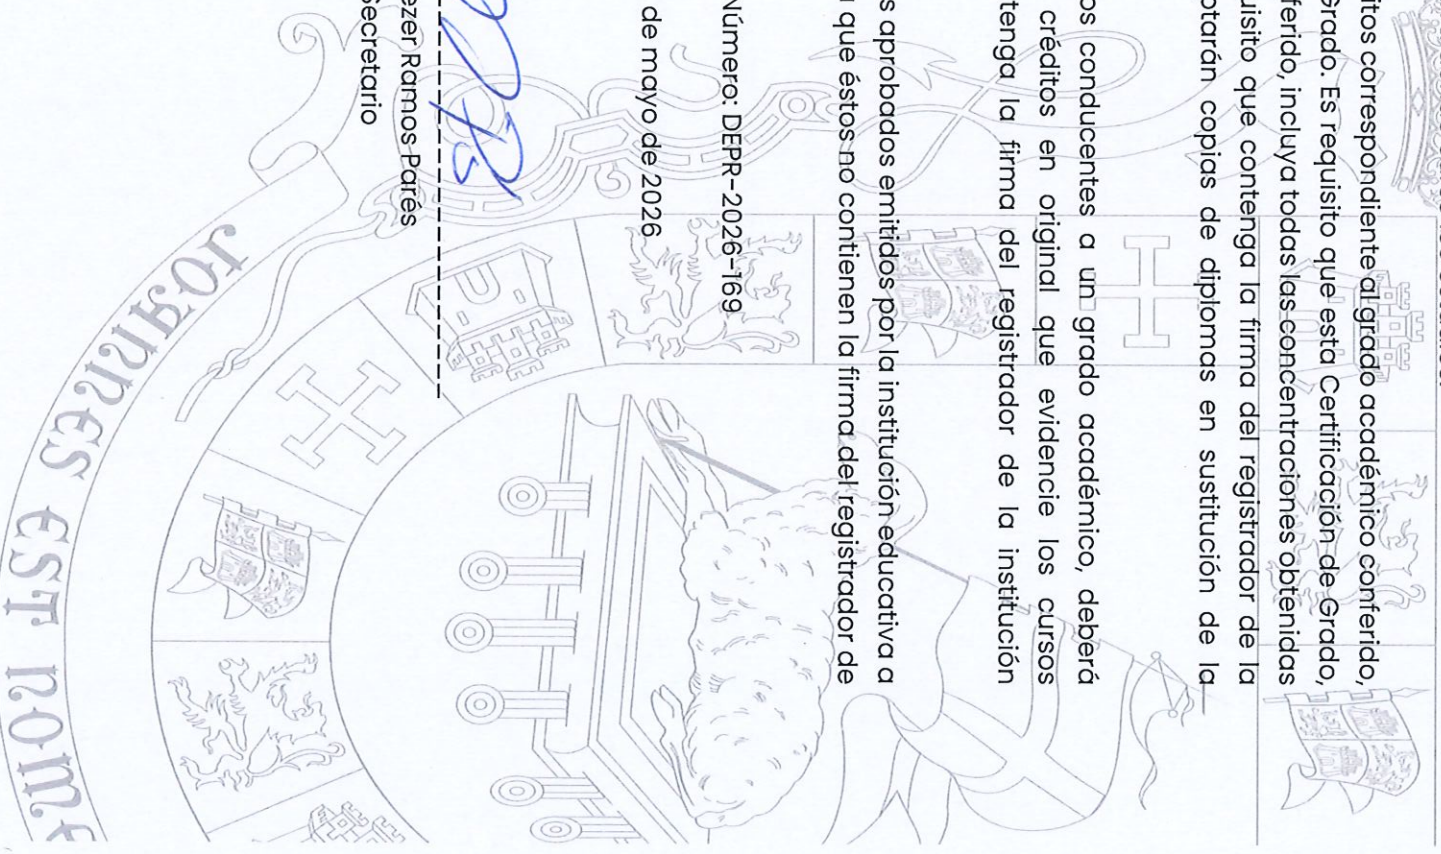 itos correspondiente al grado académico conferido,
Grado. Es requisito que esta Certificación de Grado,
ferido, incluya todas las concentraciones obtenidas
uisito que contenga la firma del registrador de la
ptarán copias de diplomas en sustitución de la
os conducentes a un grado académico, deberá
créditos en original que evidencie los cursos
tenga la firma del registrador de la institución
s aprobados emitidos por la institución educativa a
que éstos no contienen la firma del registrador de
Número: DEPR-2026-169
de mayo de 2026
ezer Ramos Parés
Secretario
JOANNES EST NOM